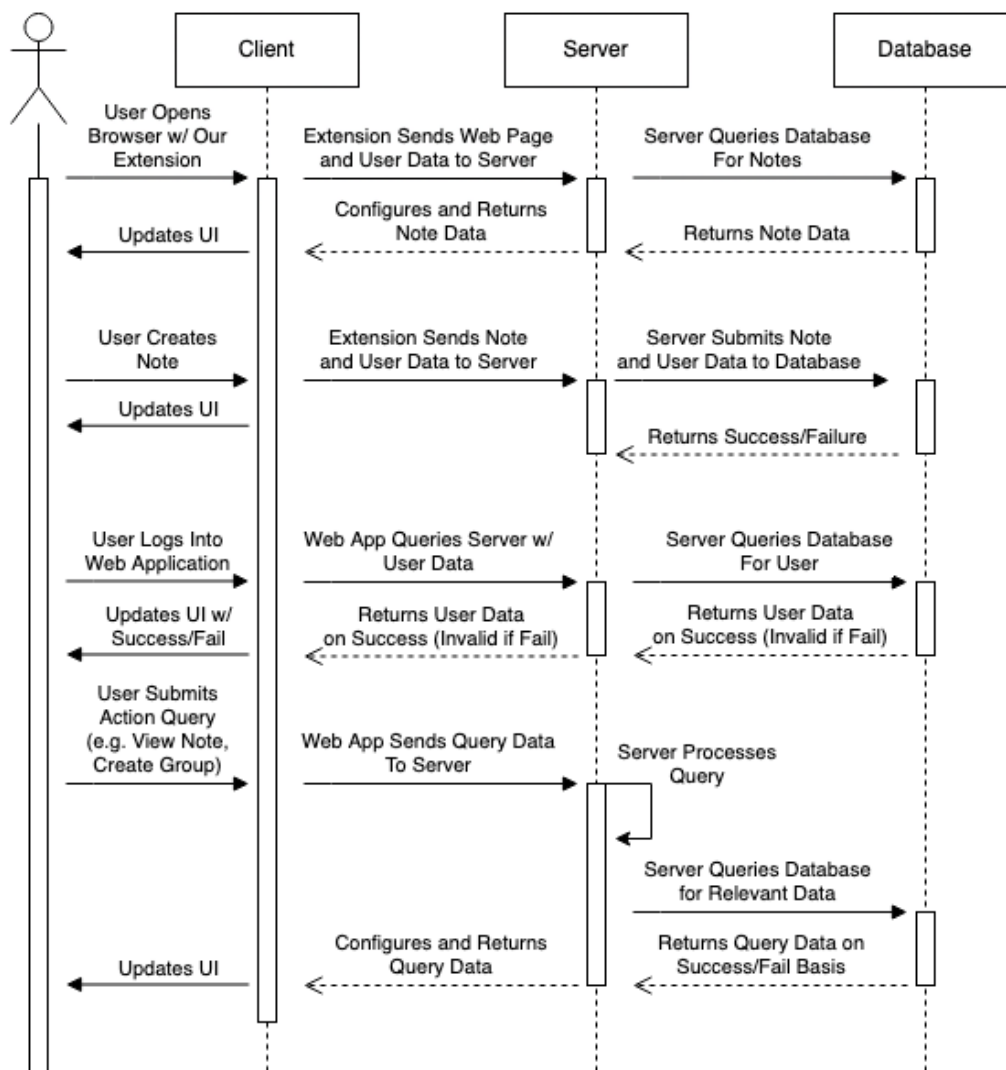 Client
Server
Database
User Opens
Browser w/ Our
Extension
Extension Sends Web Page
and User Data to Server
Server Queries Database
For Notes
Updates UI
Configures and Returns
Note Data
Returns Note Data
User Creates
Note
Extension Sends Note
and User Data to Server
Server Submits Note
and User Data to Database
Updates UI
Returns Success/Failure
User Logs Into
Web Application
Web App Queries Server w/
User Data
Server Queries Database
For User
Updates UI w/
Success/Fail
Returns User Data
on Success (Invalid if Fail)
Returns User Data
on Success (Invalid if Fail)
User Submits
Action Query
(e.g. View Note,
Create Group)
Web App Sends Query Data
To Server
Server Processes
Query
Server Queries Database
for Relevant Data
Updates UI
Configures and Returns
Query Data
Returns Query Data on
Success/Fail Basis